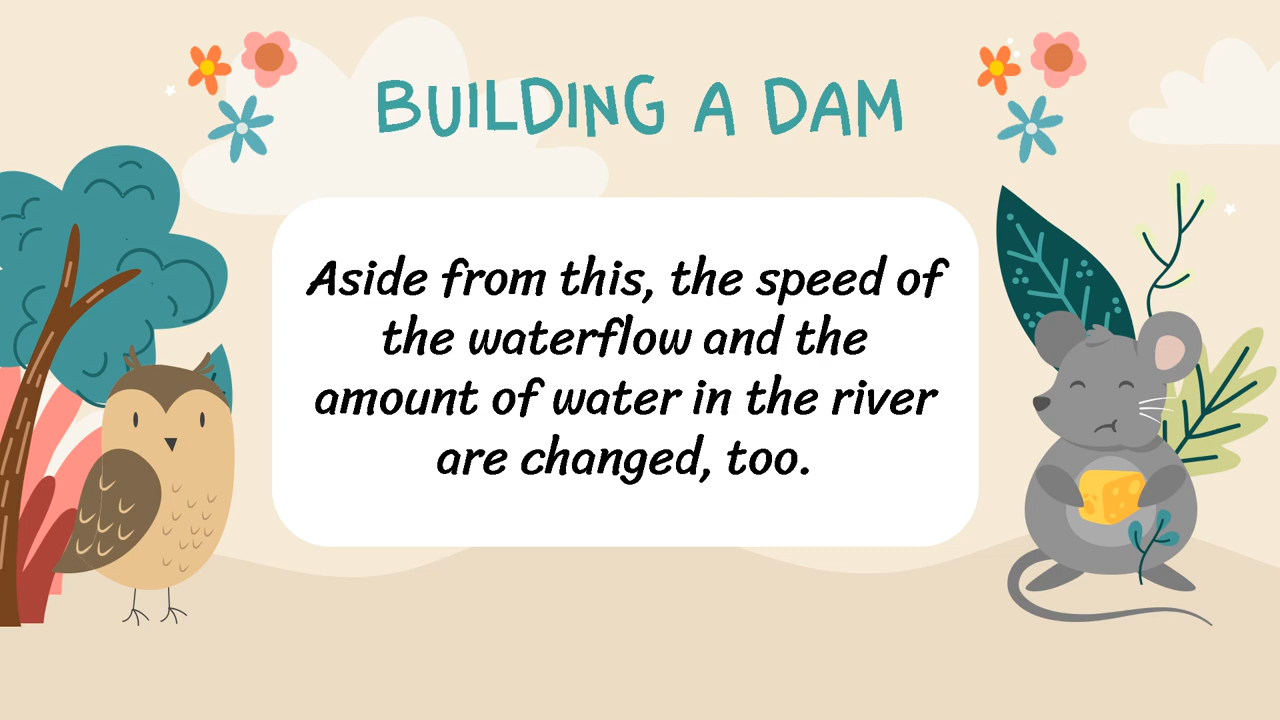 BUILDING A DAM
Aside from this, the speed of
the waterflow and the
amount of water in the river
are changed, too.